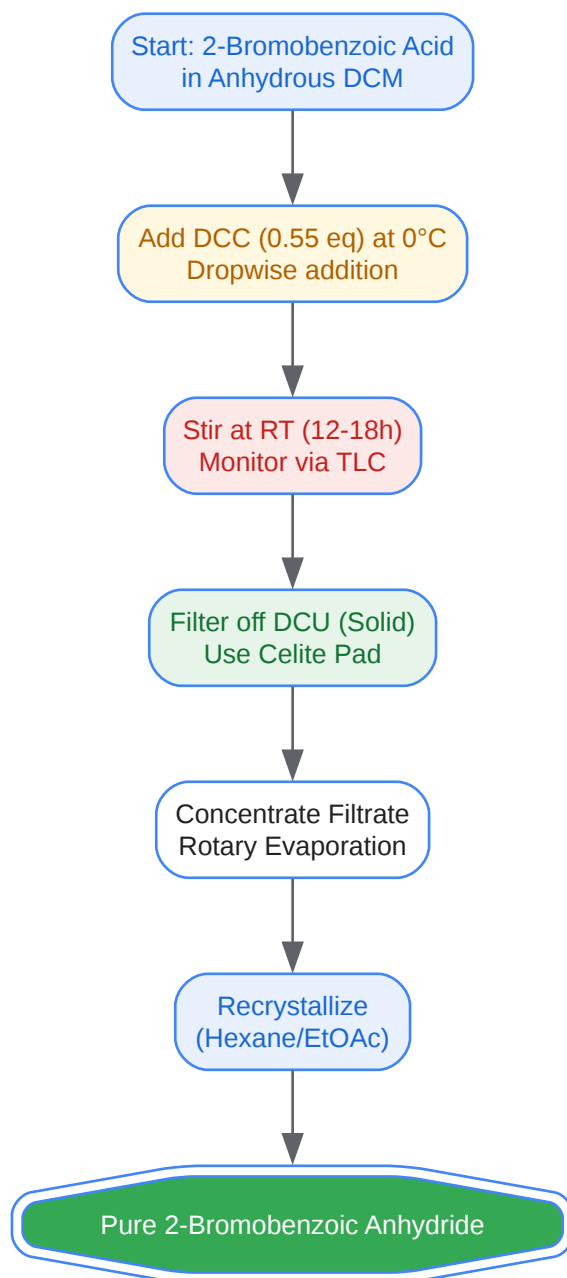 Start: 2-Bromobenzoic Acid
in Anhydrous DCM
Add DCC (0.55 eq) at 0°C
Dropwise addition
Stir at RT (12-18h)
Monitor via TLC
Filter off DCU (Solid)
Use Celite Pad
Concentrate Filtrate
Rotary Evaporation
Recrystallize
(Hexane/EtOAc)
Pure 2-Bromobenzoic Anhydride